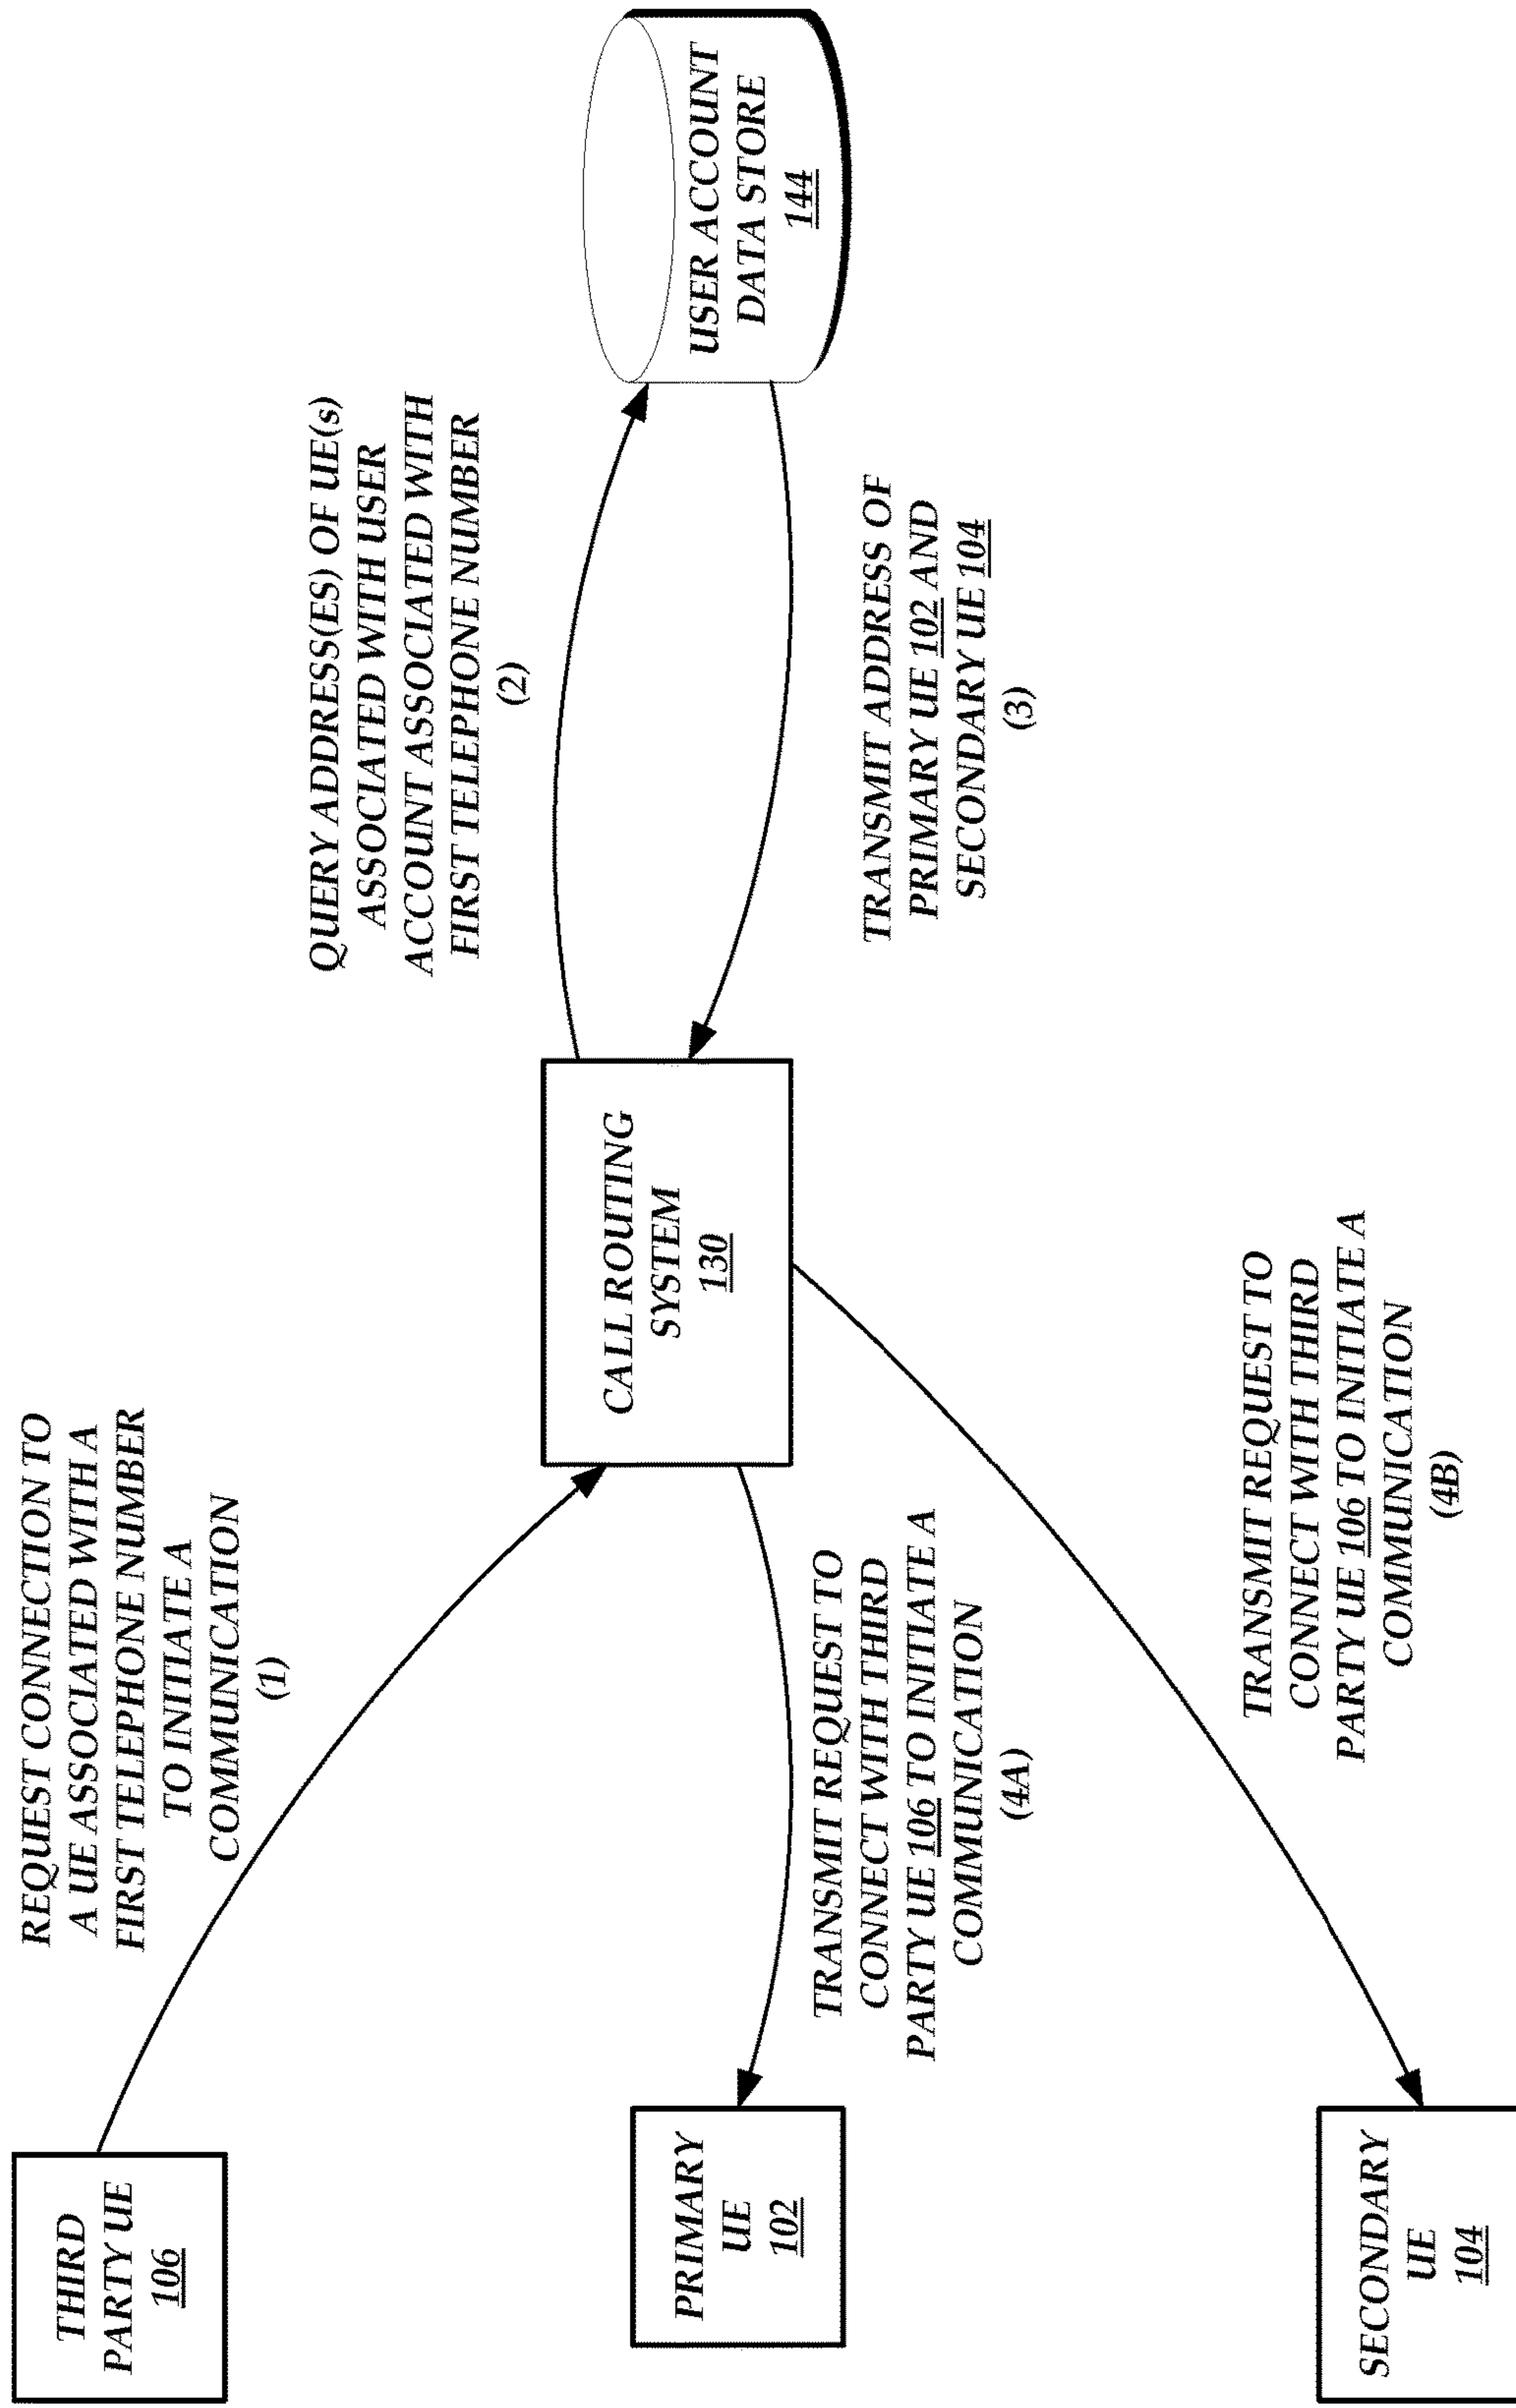 REQUEST CONNECTION TO
A UE ASSOCIATED WITH A
FIRST TELEPHONE NUMBER
TO INITIATE A
COMMUNICATION
(1)
THIRD
PARTY UE
106
QUERY ADDRESS(ES) OF UE(s)
ASSOCIATED WITH USER
ACCOUNT ASSOCIATED WITH
FIRST TELEPHONE NUMBER
(2)
CALL ROUTING
SYSTEM
130
USER ACCOUNT
DATA STORE
144
TRANSMIT ADDRESS OF
PRIMARY UE 102 AND
SECONDARY UE 104
(3)
PRIMARY
UE
102
TRANSMIT REQUEST TO
CONNECT WITH THIRD
PARTY UE 106 TO INITIATE A
COMMUNICATION
(4A)
TRANSMIT REQUEST TO
CONNECT WITH THIRD
PARTY UE 106 TO INITIATE A
COMMUNICATION
(4B)
SECONDARY
UE
104